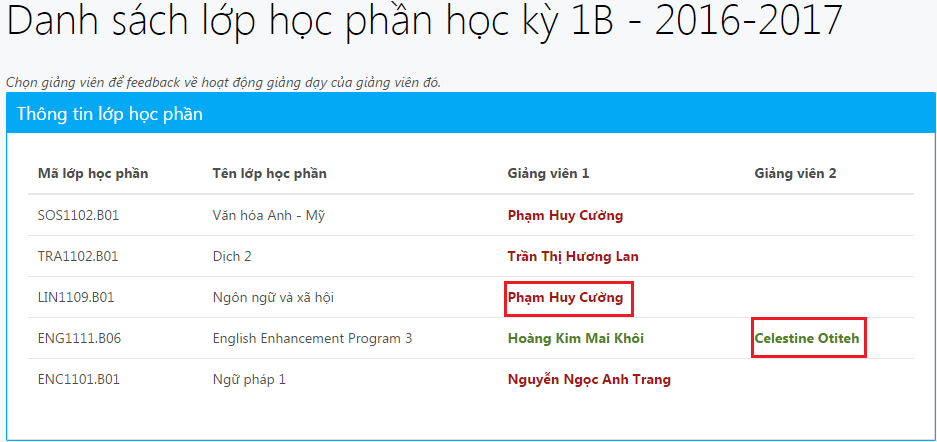 Danh sách lớp học phần học kỳ 1B - 2016-2017
Chọn giảng viên để feedback về hoạt động giảng dạy của giảng viên đó.
Thông tin lớp học phần
Mã lớp học phần Tên lớp học phần Giảng viên 1 Giảng viên 2
SOS1102.B01 Văn hóa Anh - Mỹ Phạm Huy Cường
TRA1102.B01 Dịch 2 Trần Thị Hương Lan
LIN1109.B01 Ngôn ngữ và xã hội Phạm Huy Cường
ENG1111.B06 English Enhancement Program 3 Hoàng Kim Mai Khôi Celestine Otiteh
ENC1101.B01 Ngữ pháp 1 Nguyễn Ngọc Anh Trang